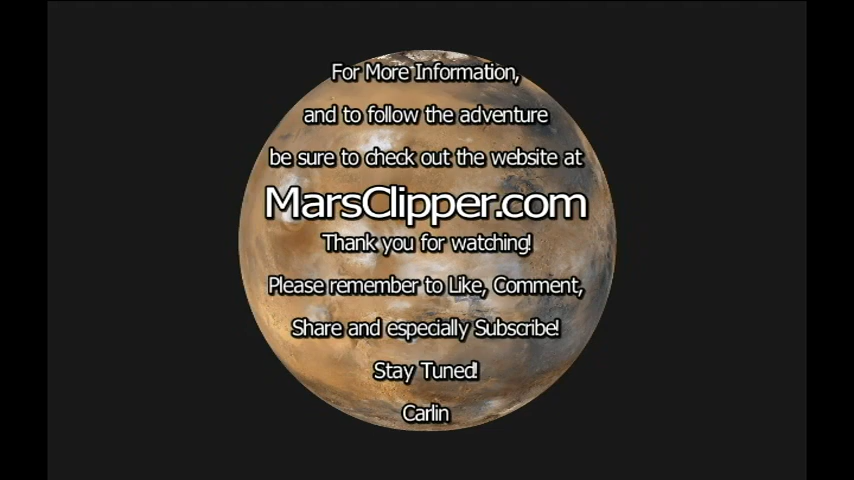 For More Information,
and to follow the adventure
be sure to check out the website at
MarsClipper.com
Thank you for watching!
Please remember to Like, Comment,
Share and especially Subscribe!
Stay Tuned!
Carlin